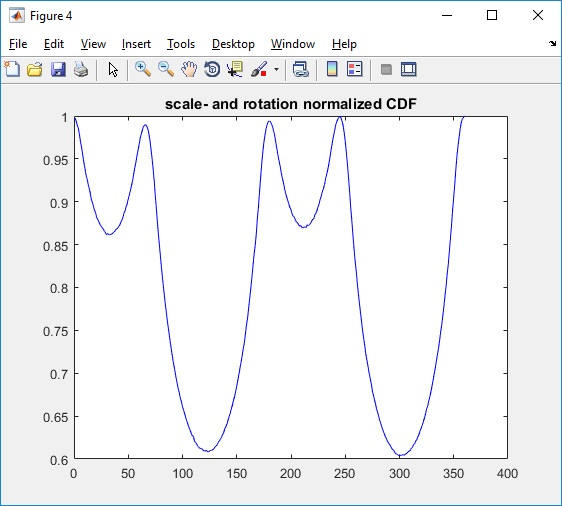 Figure 4
File Edit View Insert Tools Desktop Window Help
scale- and rotation normalized CDF
1
0.95
0.9
0.85
0.8
0.75
0.7
0.65
0.6
0 50 100 150 200 250 300 350 400